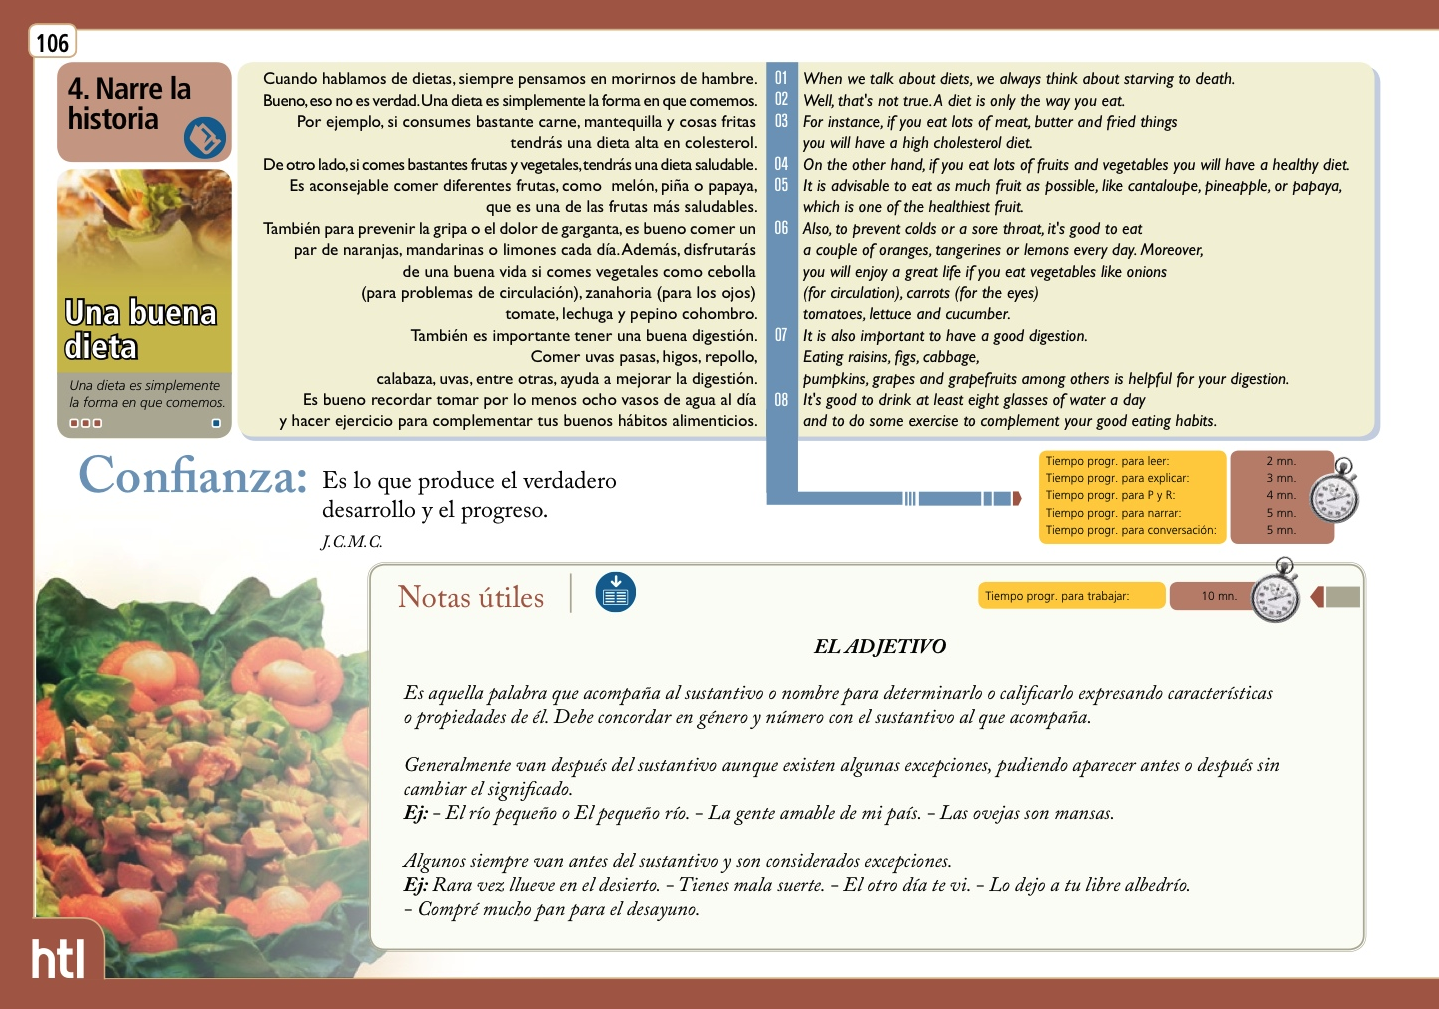 106
4. Narre la
historia
Una buena
dieta
Una dieta es simplemente
la forma en que comemos.
Cuando hablamos de dietas, siempre pensamos en morirnos de hambre.
Bueno, eso no es verdad. Una dieta es simplemente la forma en que comemos.
Por ejemplo, si consumes bastante carne, mantequilla y cosas fritas
tendrás una dieta alta en colesterol.
De otro lado, si comes bastantes frutas y vegetales, tendrás una dieta saludable.
Es aconsejable comer diferentes frutas, como melón, piña o papaya,
que es una de las frutas más saludables.
También para prevenir la gripa o el dolor de garganta, es bueno comer un
par de naranjas, mandarinas o limones cada día. Además, disfrutarás
de una buena vida si comes vegetales como cebolla
(para problemas de circulación), zanahoria (para los ojos)
tomate, lechuga y pepino cohombro.
También es importante tener una buena digestión.
Comer uvas pasas, higos, repollo,
calabaza, uvas, entre otras, ayuda a mejorar la digestión.
Es bueno recordar tomar por lo menos ocho vasos de agua al día
y hacer ejercicio para complementar tus buenos hábitos alimenticios.
01 When we talk about diets, we always think about starving to death.
02 Well, that's not true. A diet is only the way you eat.
03 For instance, if you eat lots of meat, butter and fried things
you will have a high cholesterol diet.
04 On the other hand, if you eat lots of fruits and vegetables you will have a healthy diet.
05 It is advisable to eat as much fruit as possible, like cantaloupe, pineapple, or papaya,
which is one of the healthiest fruit.
06 Also, to prevent colds or a sore throat, it's good to eat
a couple of oranges, tangerines or lemons every day. Moreover,
you will enjoy a great life if you eat vegetables like onions
(for circulation), carrots (for the eyes)
tomatoes, lettuce and cucumber.
07 It is also important to have a good digestion.
Eating raisins, figs, cabbage,
pumpkins, grapes and grapefruits among others is helpful for your digestion.
08 It's good to drink at least eight glasses of water a day
and to do some exercise to complement your good eating habits.
Confianza: Es lo que produce el verdadero
desarrollo y el progreso.
J.C.M.C.
Tiempo progr. para leer: 2 mn.
Tiempo progr. para explicar: 3 mn.
Tiempo progr. para P y R: 4 mn.
Tiempo progr. para narrar: 5 mn.
Tiempo progr. para conversación: 5 mn.
Notas útiles
Tiempo progr. para trabajar: 10 mn.
EL ADJETIVO
Es aquella palabra que acompaña al sustantivo o nombre para determinarlo o calificarlo expresando características
o propiedades de él. Debe concordar en género y número con el sustantivo al que acompaña.
Generalmente van después del sustantivo aunque existen algunas excepciones, pudiendo aparecer antes o después sin
cambiar el significado.
Ej: - El río pequeño o El pequeño río. - La gente amable de mi país. - Las ovejas son mansas.
Algunos siempre van antes del sustantivo y son considerados excepciones.
Ej: Rara vez llueve en el desierto. - Tienes mala suerte. - El otro día te vi. - Lo dejo a tu libre albedrío.
- Compré mucho pan para el desayuno.
htl